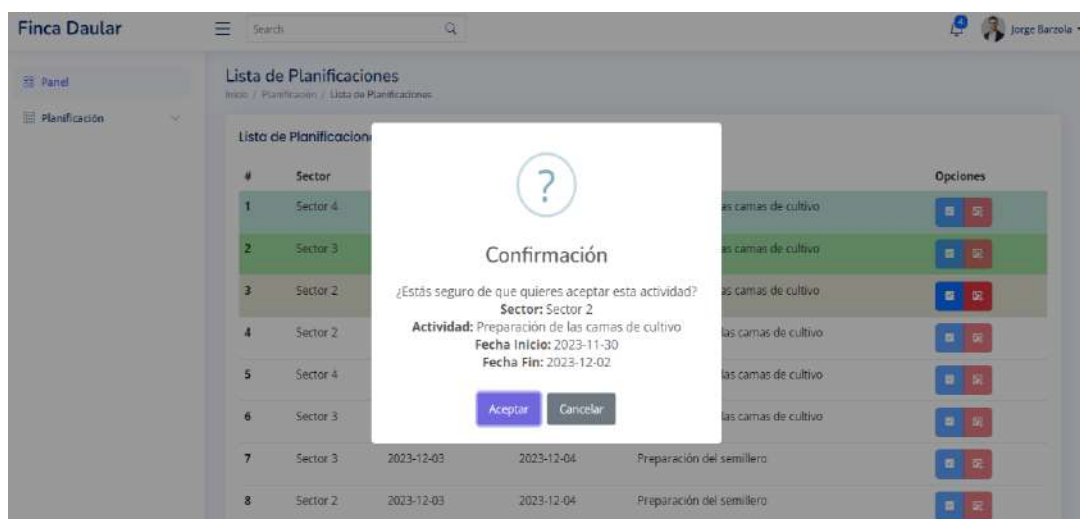 Finca Daular
Search
4
Jorge Barzola
Panel
Planificación
Lista de Planificaciones
Inicio / Planificación / Lista de Planificaciones
Lista de Planificacion
# Sector Opciones
1 Sector 4 as camas de cultivo
2 Sector 3 as camas de cultivo
3 Sector 2 as camas de cultivo
4 Sector 2 las camas de cultivo
5 Sector 4 las camas de cultivo
6 Sector 3 las camas de cultivo
7 Sector 3 2023-12-03 2023-12-04 Preparación del semillero
8 Sector 2 2023-12-03 2023-12-04 Preparación del semillero
?
Confirmación
¿Estás seguro de que quieres aceptar esta actividad?
Sector: Sector 2
Actividad: Preparación de las camas de cultivo
Fecha Inicio: 2023-11-30
Fecha Fin: 2023-12-02
Aceptar Cancelar